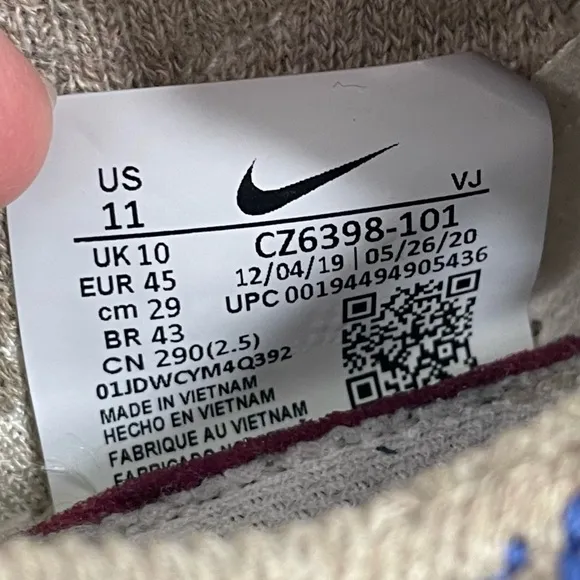 US
11
VJ
UK 10
CZ6398-101
EUR 45
12/04/19 | 05/26/20
cm 29
UPC 00194494905436
BR 43
CN 290(2.5)
01JDWCYM4Q392
MADE IN VIETNAM
HECHO EN VIETNAM
FABRIQUE AU VIETNAM